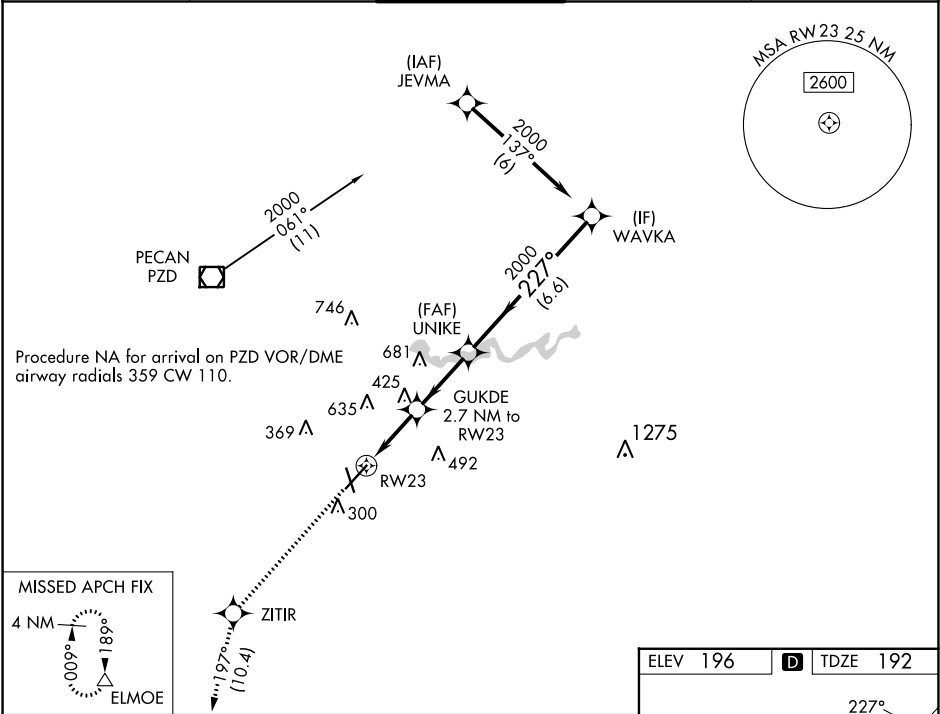 (IAF)
JEVMA
MSA RW 23 25 NM
2600
2000
137°
(6)
2000
061°
(11)
(IF)
WAVKA
PECAN
PZD
2000
227°
(6.6)
746
(FAF)
UNIKE
Procedure NA for arrival on PZD VOR/DME
airway radials 359 CW 110.
681
425
635
GUKDE
2.7 NM to
RW23
369
1275
492
RW23
300
MISSED APCH FIX
4 NM
009°
189°
ELMOE
ZITIR
197°
(10.4)
ELEV 196
D
TDZE 192
227°